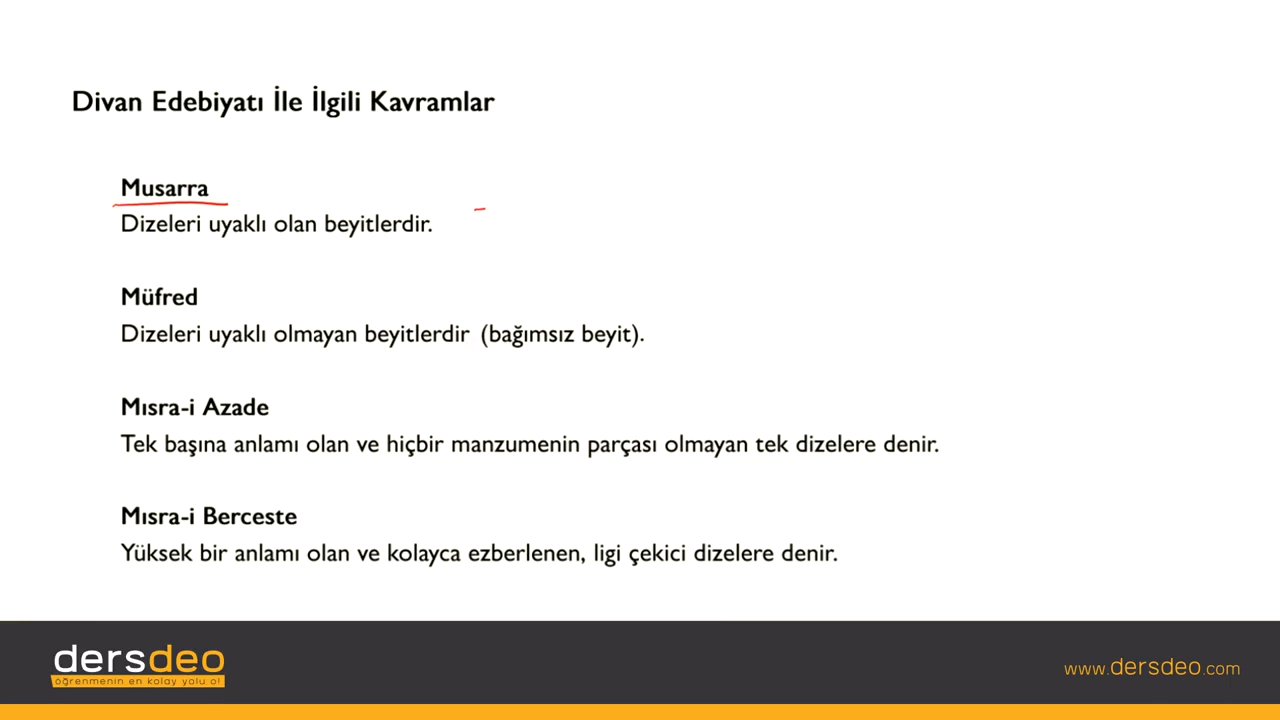 Divan Edebiyatı İle İlgili Kavramlar
Musarra
Dizeleri uyaklı olan beyitlerdir.
Müfred
Dizeleri uyaklı olmayan beyitlerdir (bağımsız beyit).
Mısra-i Azade
Tek başına anlamı olan ve hiçbir manzumenin parçası olmayan tek dizelere denir.
Mısra-i Berceste
Yüksek bir anlamı olan ve kolayca ezberlenen, ligi çekici dizelere denir.
dersdeo
öğrenmenin en kolay yolu o!
www.dersdeo.com